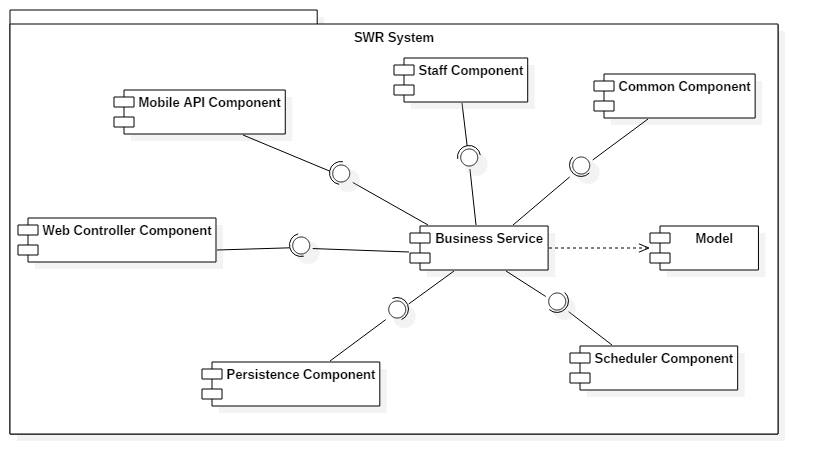 SWR System
Staff Component
Common Component
Mobile API Component
Web Controller Component
Business Service
Model
Scheduler Component
Persistence Component